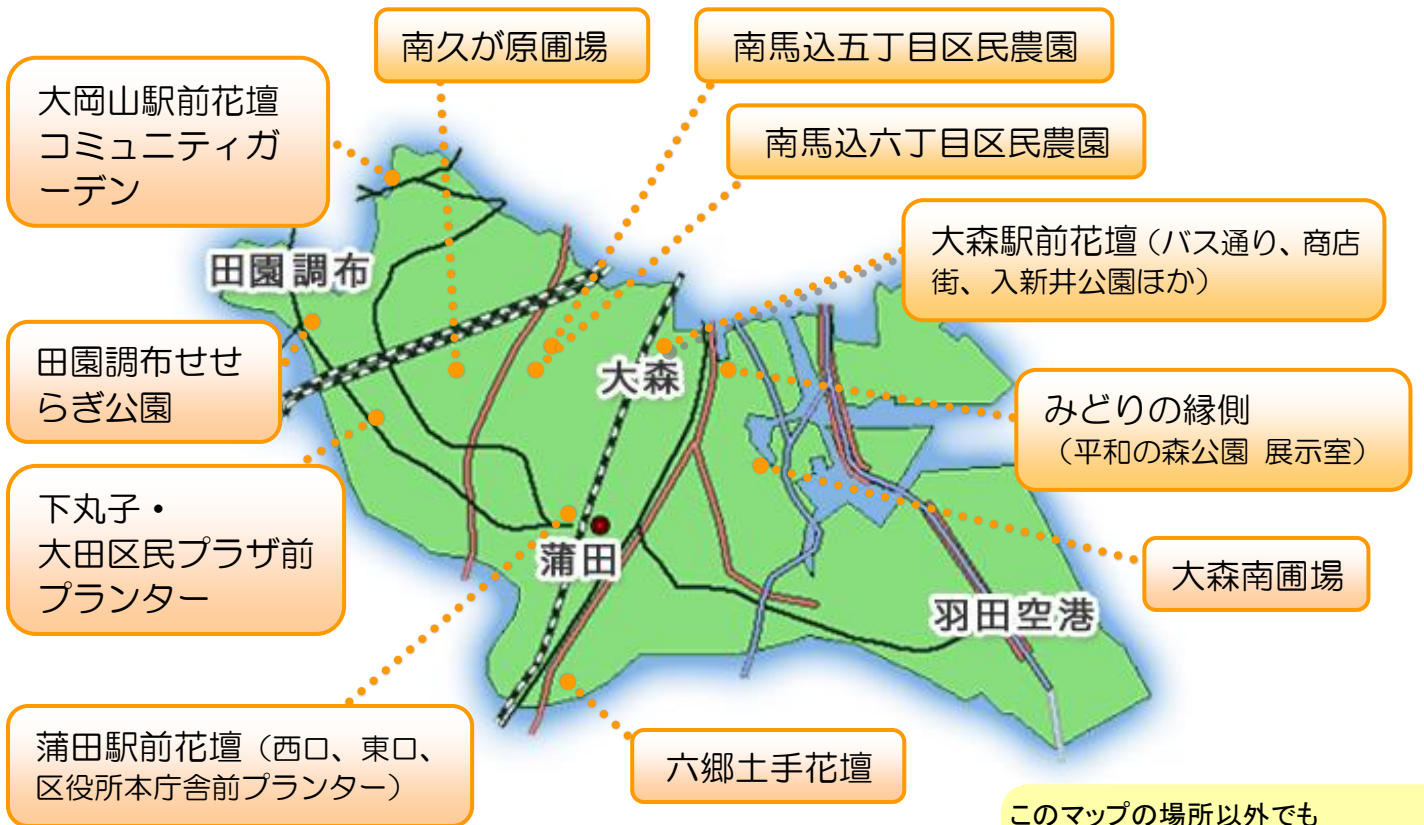 南久が原圃場
南馬込五丁目区民農園
大岡山駅前花壇
コミュニティガ
ーデン
南馬込六丁目区民農園
大森駅前花壇（バス通り、商店
街、入新井公園ほか）
田園調布
田園調布せせ
らぎ公園
大森
みどりの縁側
（平和の森公園 展示室）
下丸子・
大田区民プラザ前
プランター
蒲田
大森南圃場
羽田空港
蒲田駅前花壇（西口、東口、
区役所本庁舎前プランター）
六郷土手花壇
このマップの場所以外でも